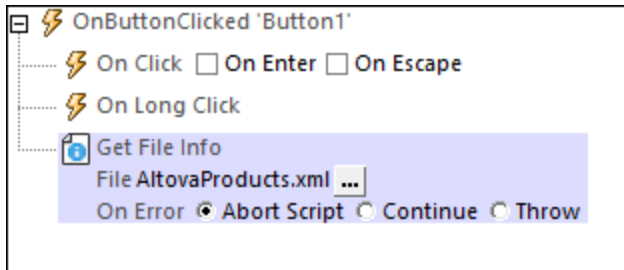 OnButtonClicked 'Button1'
On Click On Enter On Escape
On Long Click
Get File Info
File AltovaProducts.xml ...
On Error Abort Script Continue Throw